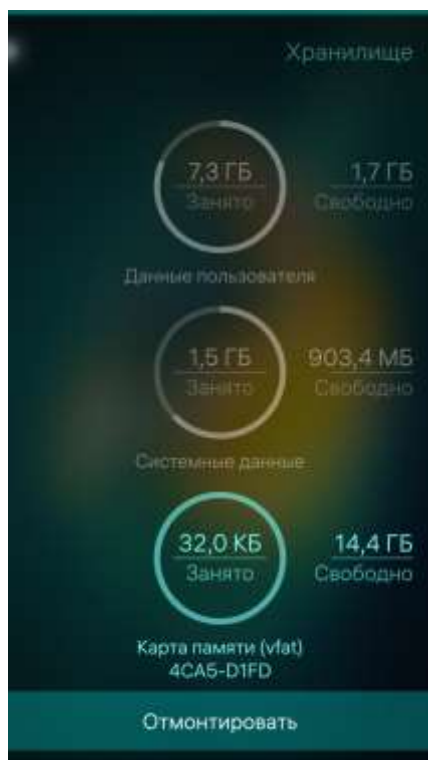 Хранилище
7,3 ГБ 1,7 ГБ
Занято Свободно
Данные пользователя
1,5 ГБ 903,4 МБ
Занято Свободно
Системные данные
32,0 КБ 14,4 ГБ
Занято Свободно
Карта памяти (vfat)
4CA5-D1FD
Отмонтировать